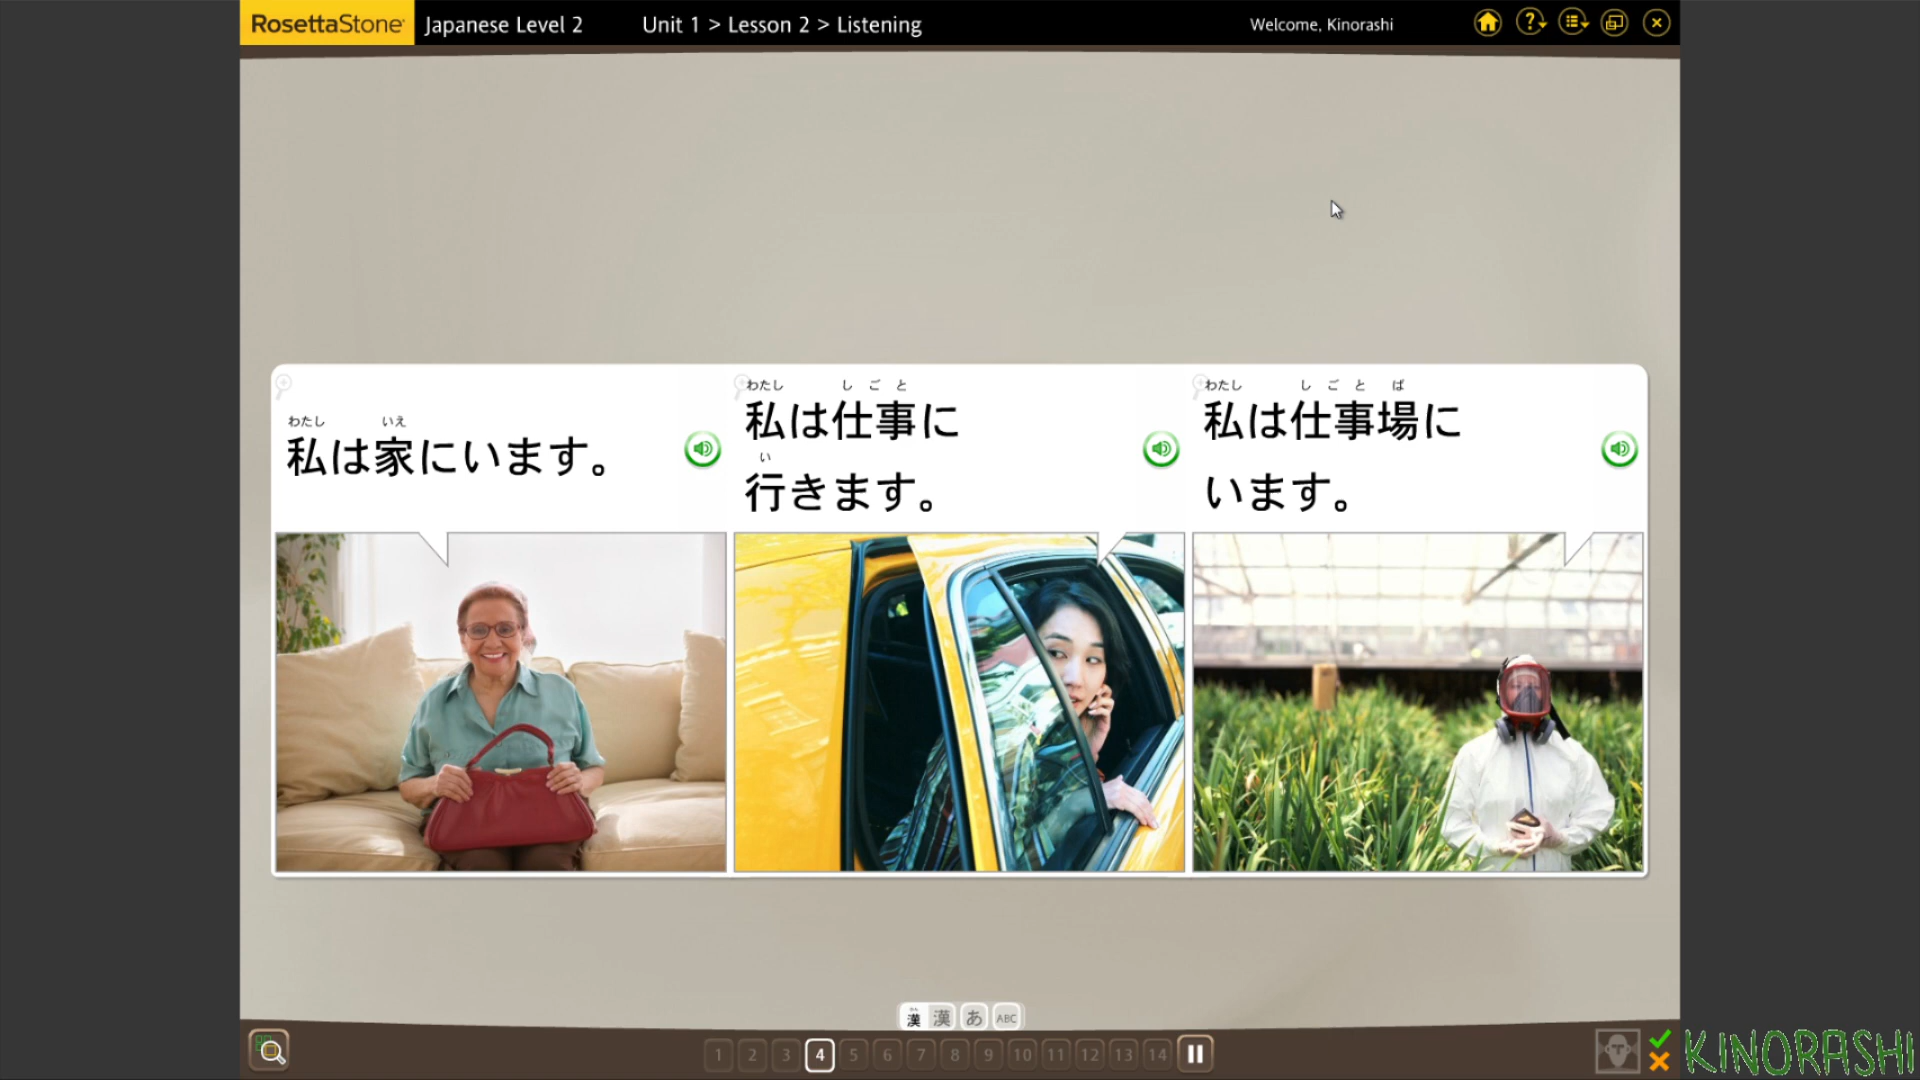 RosettaStone
Japanese Level 2
Unit 1 > Lesson 2 > Listening
Welcome, Kinorashi
わたし いえ
私は家にいます。
わたし しごと
私は仕事に
い
行きます。
わたし しごとば
私は仕事場に
います。
漢 漢 あ ABC
1 2 3 4 5 6 7 8 9 10 11 12 13 14
KINORASHI